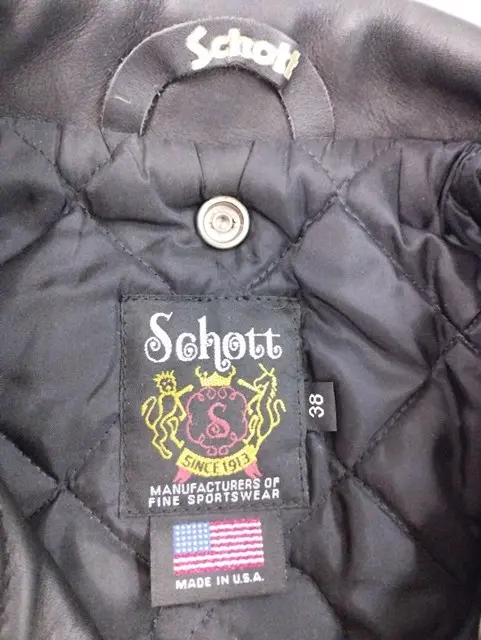 Schott
Schott
S
SINCE 1913
38
MANUFACTURERS OF
FINE SPORTSWEAR
MADE IN U.S.A.